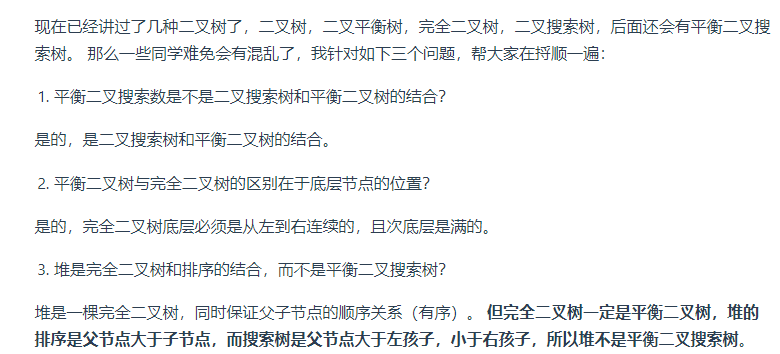 现在已经讲过了几种二叉树了，二叉树，二叉平衡树，完全二叉树，二叉搜索树，后面还会有平衡二叉搜
索树。 那么一些同学难免会有混乱了，我针对如下三个问题，帮大家在捋顺一遍：
1. 平衡二叉搜索数是不是二叉搜索树和平衡二叉树的结合？
是的，是二叉搜索树和平衡二叉树的结合。
2. 平衡二叉树与完全二叉树的区别在于底层节点的位置？
是的，完全二叉树底层必须是从左到右连续的，且次底层是满的。
3. 堆是完全二叉树和排序的结合，而不是平衡二叉搜索树？
堆是一棵完全二叉树，同时保证父子节点的顺序关系（有序）。 但完全二叉树一定是平衡二叉树，堆的
排序是父节点大于子节点，而搜索树是父节点大于左孩子，小于右孩子，所以堆不是平衡二叉搜索树。